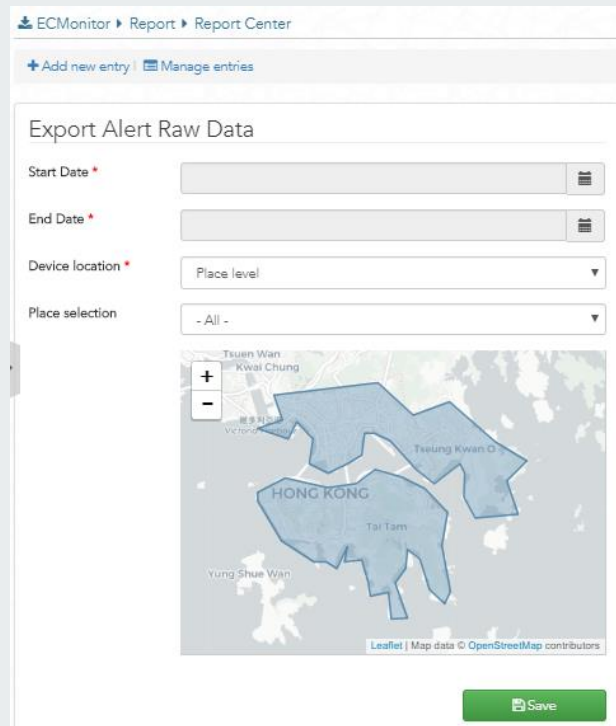 ECMonitor ▸ Report ▸ Report Center
+ Add new entry | Manage entries
Export Alert Raw Data
Start Date *
End Date *
Device location *
Place level
Place selection
- All -
+
−
Tsuen Wan
Kwai Chung
Tseung Kwan O
HONG KONG
Tai Tam
Yung Shue Wan
Leaflet | Map data © OpenStreetMap contributors
Save